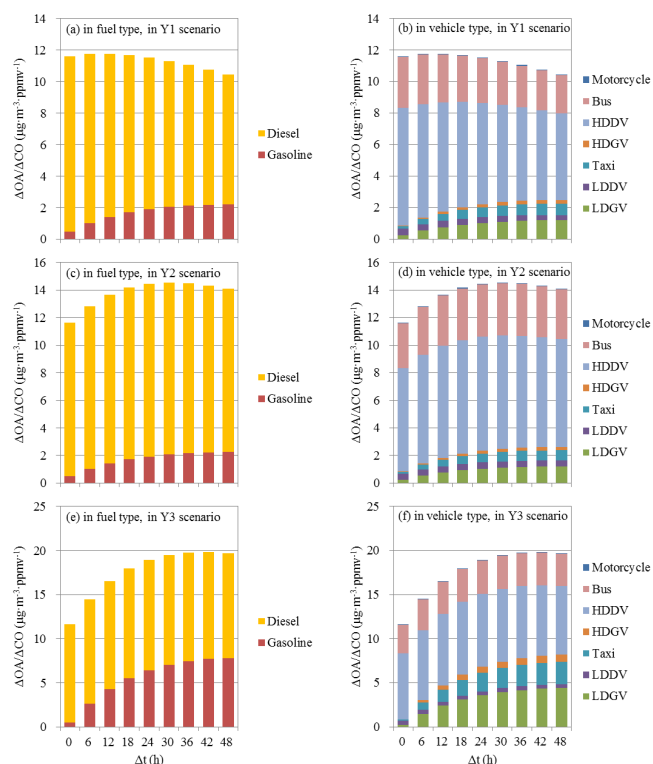 (a) in fuel type, in Y1 scenario
14
12
10
8
6
4
2
0
ΔOA/ΔCO (μg·m-3·ppmv-1)
Diesel
Gasoline
(b) in vehicle type, in Y1 scenario
14
12
10
8
6
4
2
0
ΔOA/ΔCO (μg·m-3·ppmv-1)
Motorcycle
Bus
HDDV
HDGV
Taxi
LDDV
LDGV
(c) in fuel type, in Y2 scenario
16
14
12
10
8
6
4
2
0
ΔOA/ΔCO (μg·m-3·ppmv-1)
Diesel
Gasoline
(d) in vehicle type, in Y2 scenario
16
14
12
10
8
6
4
2
0
ΔOA/ΔCO (μg·m-3·ppmv-1)
Motorcycle
Bus
HDDV
HDGV
Taxi
LDDV
LDGV
(e) in fuel type, in Y3 scenario
25
20
15
10
5
0
ΔOA/ΔCO (μg·m-3·ppmv-1)
Diesel
Gasoline
0 6 12 18 24 30 36 42 48
Δt (h)
(f) in vehicle type, in Y3 scenario
25
20
15
10
5
0
ΔOA/ΔCO (μg·m-3·ppmv-1)
Motorcycle
Bus
HDDV
HDGV
Taxi
LDDV
LDGV
0 6 12 18 24 30 36 42 48
Δt (h)